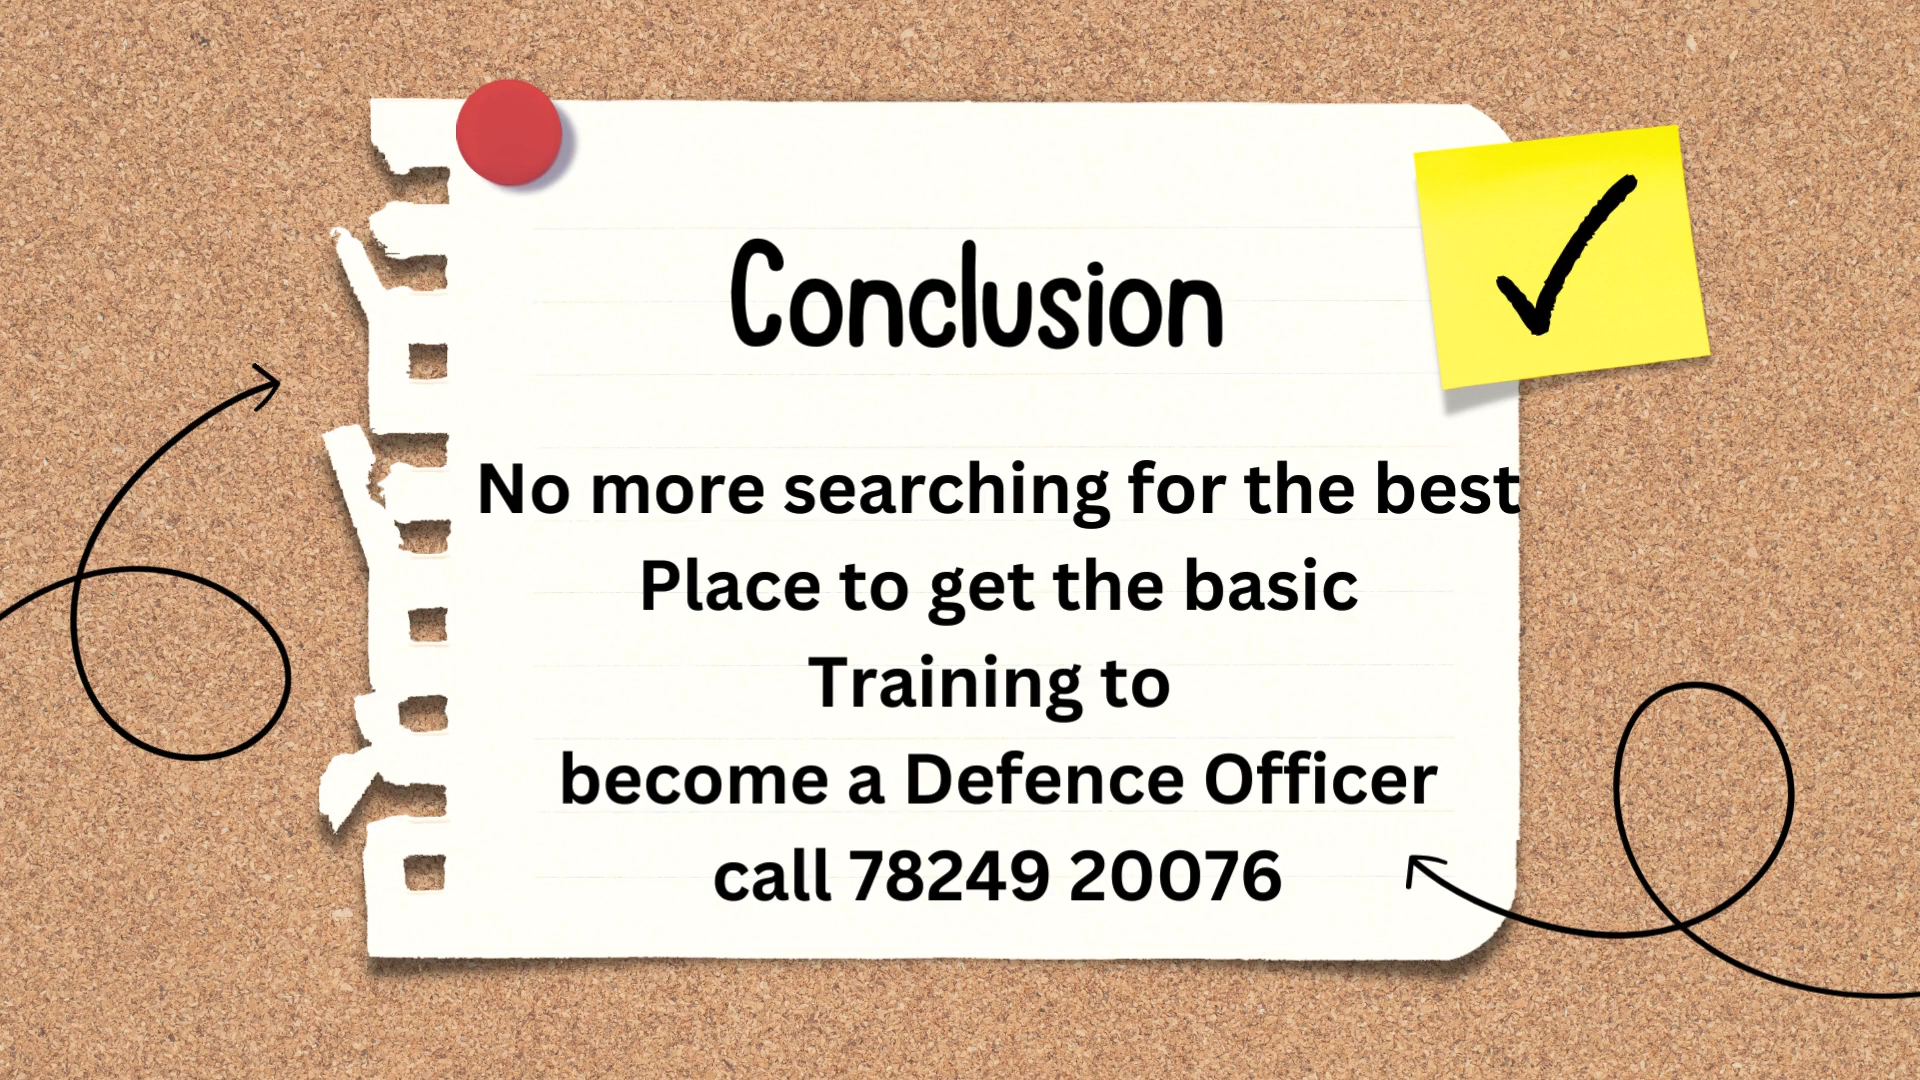 Conclusion
No more searching for the best
Place to get the basic
Training to
become a Defence Officer
call 78249 20076